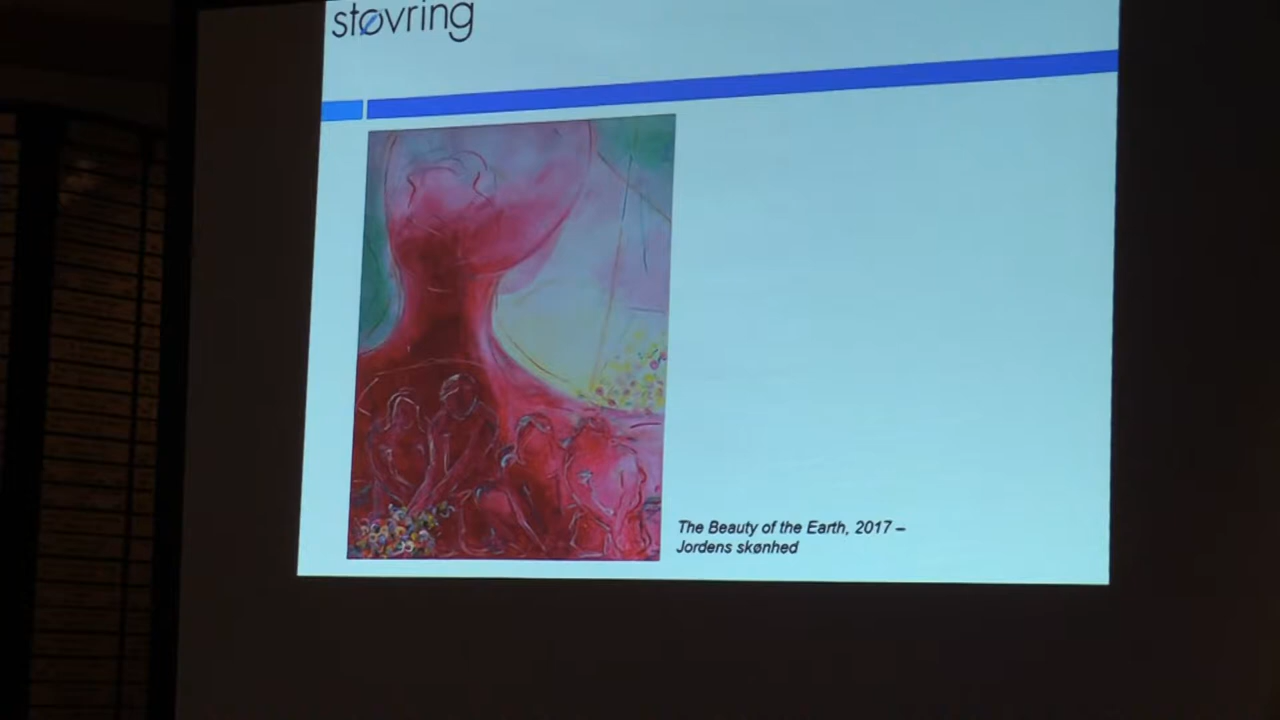 støvring
The Beauty of the Earth, 2017 –
Jordens skønhed